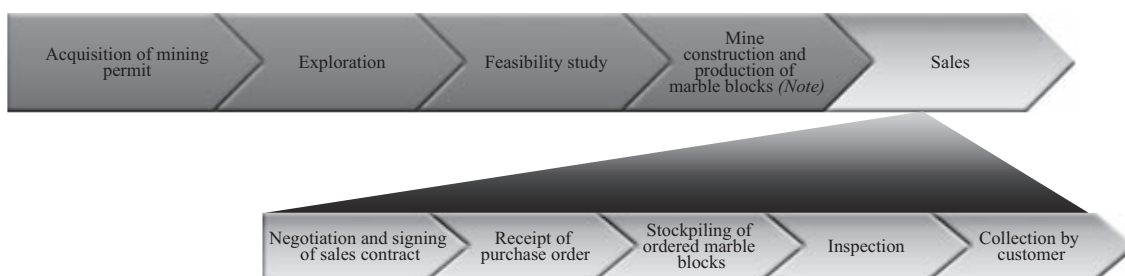 Acquisition of mining
permit
Exploration
Feasibility study
Mine
construction and
production of
marble blocks (Note)
Sales
Negotiation and signing
of sales contract
Receipt of
purchase order
Stockpiling of
ordered marble
blocks
Inspection
Collection by
customer